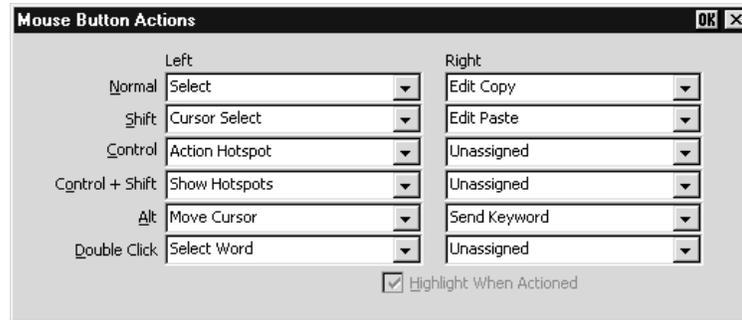 Mouse Button Actions OK
Left Right
Normal Select Edit Copy
Shift Cursor Select Edit Paste
Control Action Hotspot Unassigned
Control + Shift Show Hotspots Unassigned
Alt Move Cursor Send Keyword
Double Click Select Word Unassigned
Highlight When Actioned